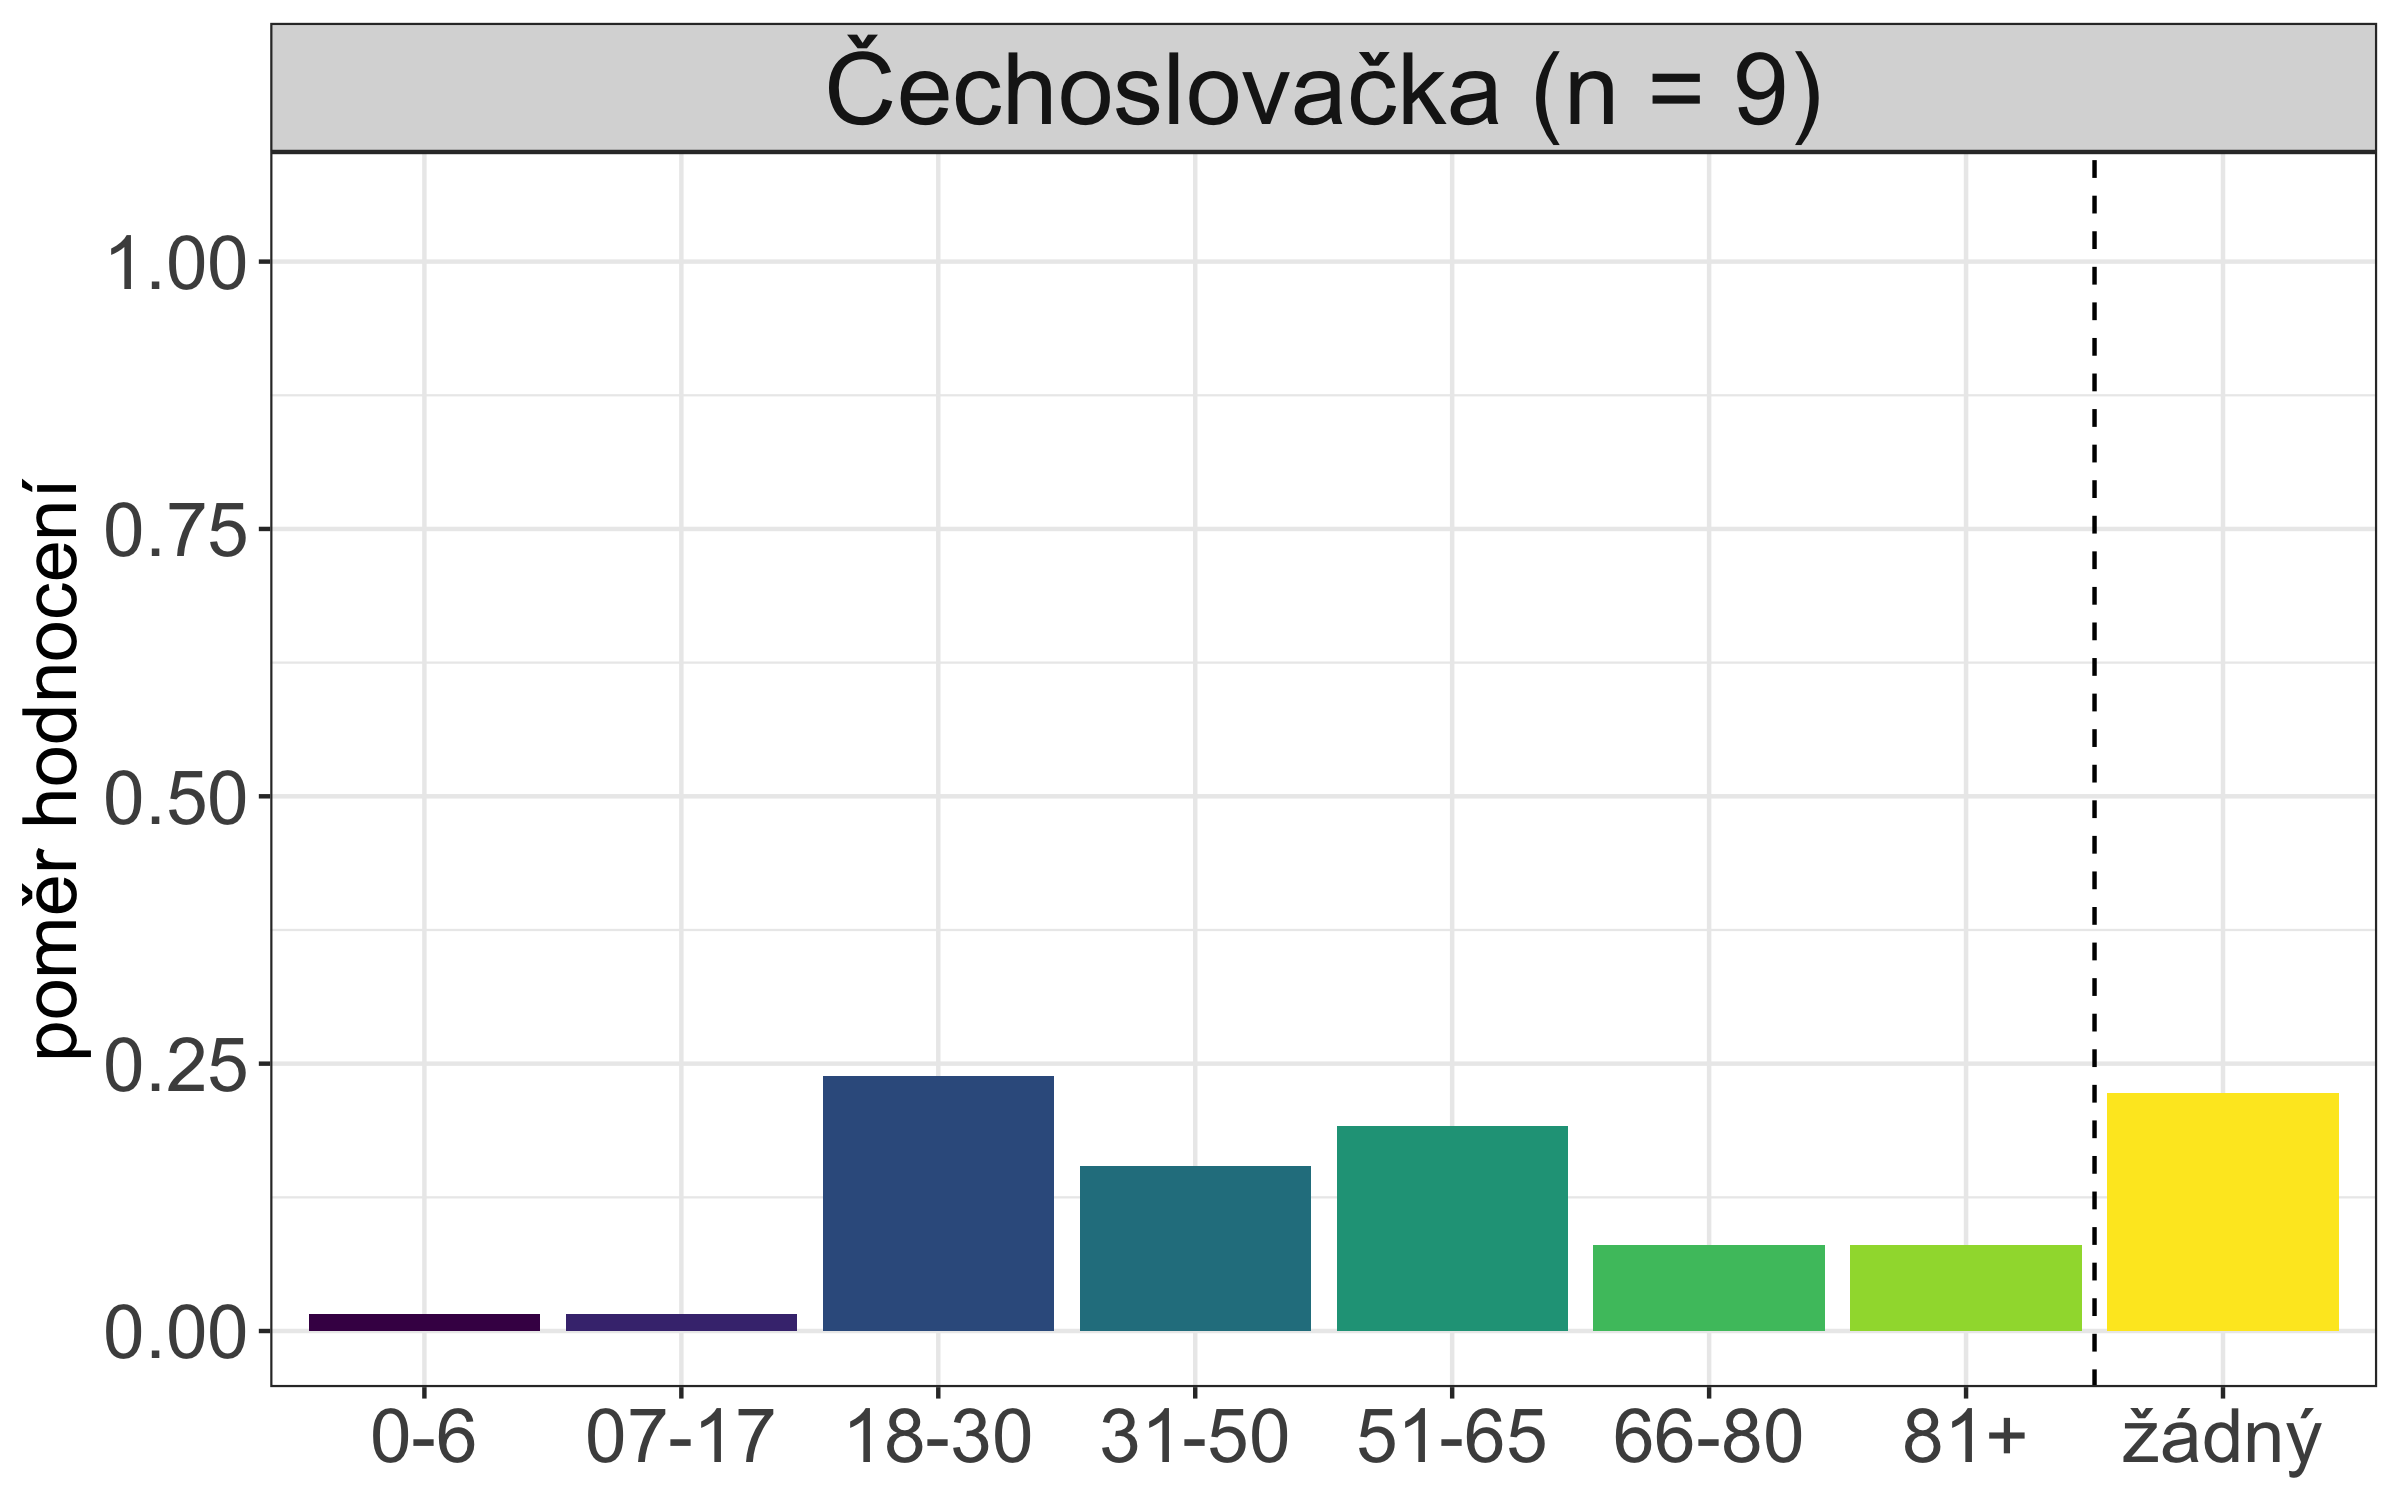 Čechoslovačka (n = 9)
poměr hodnocení
1.00
0.75
0.50
0.25
0.00
0-6 07-17 18-30 31-50 51-65 66-80 81+ žádný